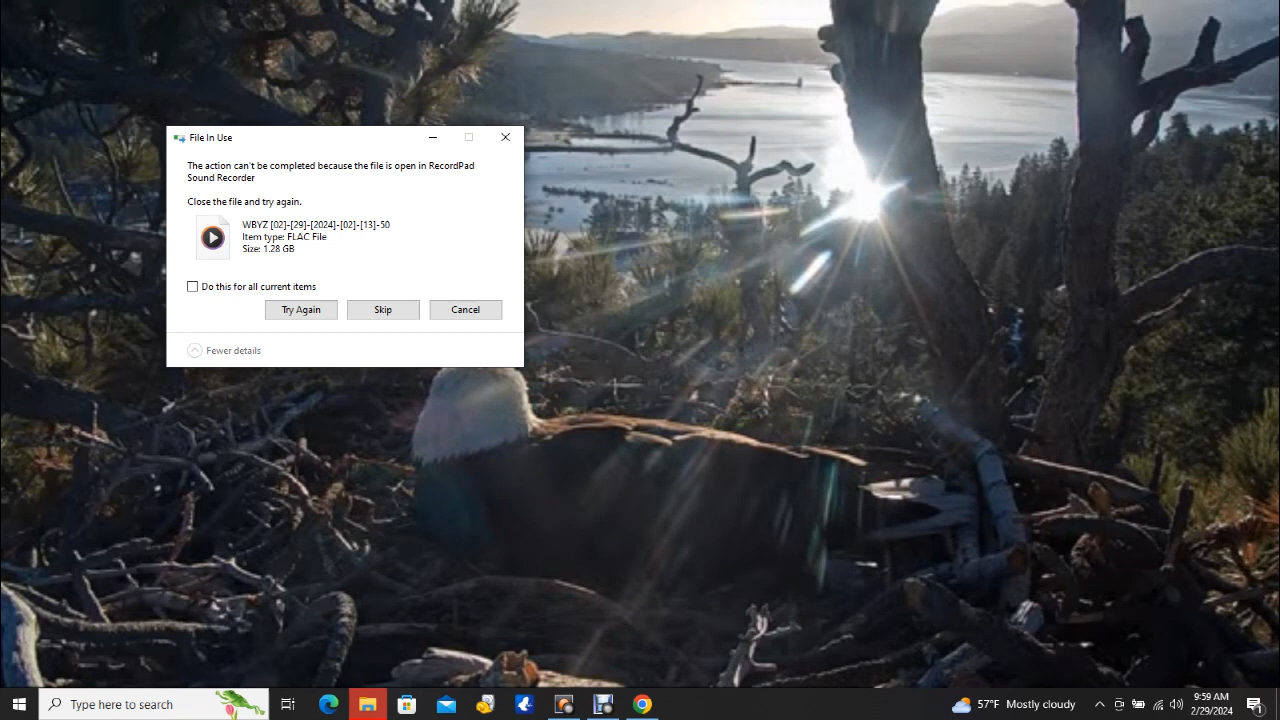 File In Use
The action can't be completed because the file is open in RecordPad
Sound Recorder
Close the file and try again.
WBYZ [02]-[29]-[2024]-[02]-[13]-50
Item type: FLAC File
Size: 1.28 GB
Do this for all current items
Try Again
Skip
Cancel
Fewer details
Type here to search
57°F Mostly cloudy
9:59 AM
2/29/2024
1